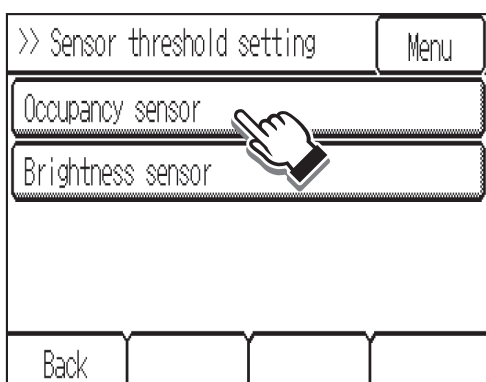 >> Sensor threshold setting
Menu
Occupancy sensor
Brightness sensor
Back